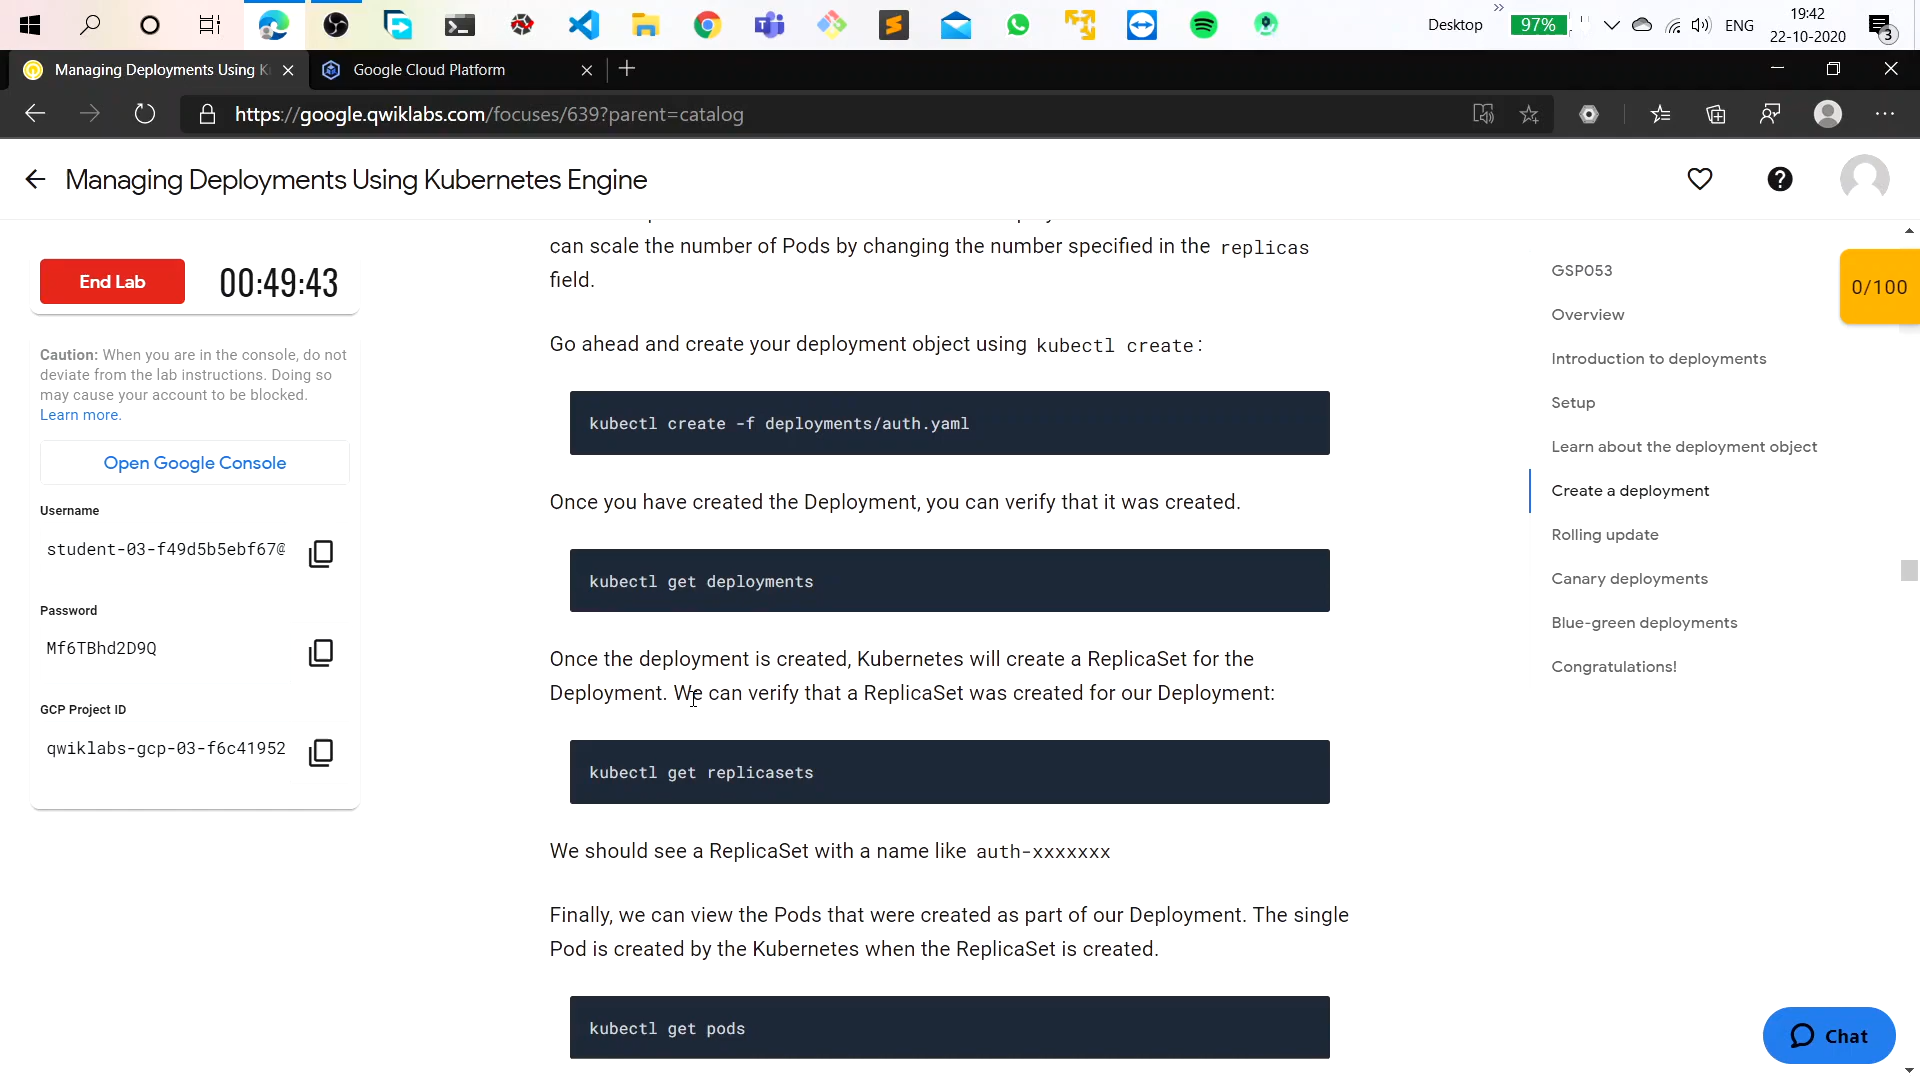 Desktop
»
97%
ENG
19:42
22-10-2020
3
Managing Deployments Using K
Google Cloud Platform
https://google.qwiklabs.com/focuses/639?parent=catalog
Managing Deployments Using Kubernetes Engine
End Lab
00:49:43
Caution: When you are in the console, do not
deviate from the lab instructions. Doing so
may cause your account to be blocked.
Learn more.
Open Google Console
Username
student-03-f49d5b5ebf67@
Password
Mf6TBhd2D9Q
GCP Project ID
qwiklabs-gcp-03-f6c41952
can scale the number of Pods by changing the number specified in the replicas
field.
Go ahead and create your deployment object using kubectl create:
kubectl create -f deployments/auth.yaml
Once you have created the Deployment, you can verify that it was created.
kubectl get deployments
Once the deployment is created, Kubernetes will create a ReplicaSet for the
Deployment. We can verify that a ReplicaSet was created for our Deployment:
kubectl get replicasets
We should see a ReplicaSet with a name like auth-xxxxxxx
Finally, we can view the Pods that were created as part of our Deployment. The single
Pod is created by the Kubernetes when the ReplicaSet is created.
kubectl get pods
GSP053
Overview
Introduction to deployments
Setup
Learn about the deployment object
Create a deployment
Rolling update
Canary deployments
Blue-green deployments
Congratulations!
0/100
Chat